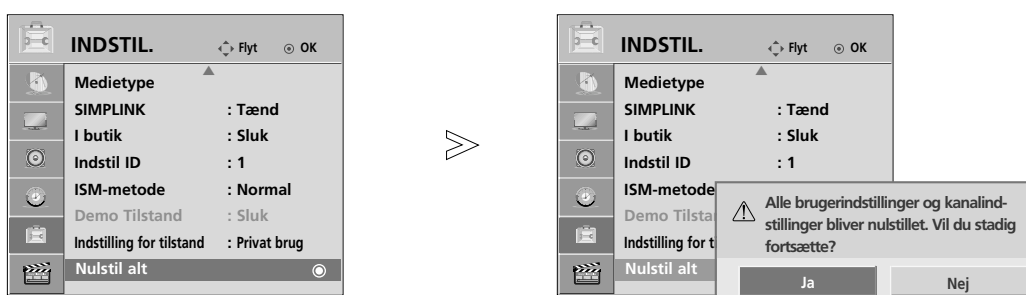 INDSTIL. Flyt OK
Medietype
SIMPLINK : Tænd
I butik : Sluk
Indstil ID : 1
ISM-metode : Normal
Demo Tilstand : Sluk
Indstilling for tilstand : Privat brug
Nulstil alt
INDSTIL. Flyt OK
Medietype
SIMPLINK : Tænd
I butik : Sluk
Indstil ID : 1
ISM-metode
Demo Tilsta
Indstilling for t
Nulstil alt
Alle brugerindstillinger og kanalind-
stillinger bliver nulstillet. Vil du stadig
fortsætte?
Ja Nej